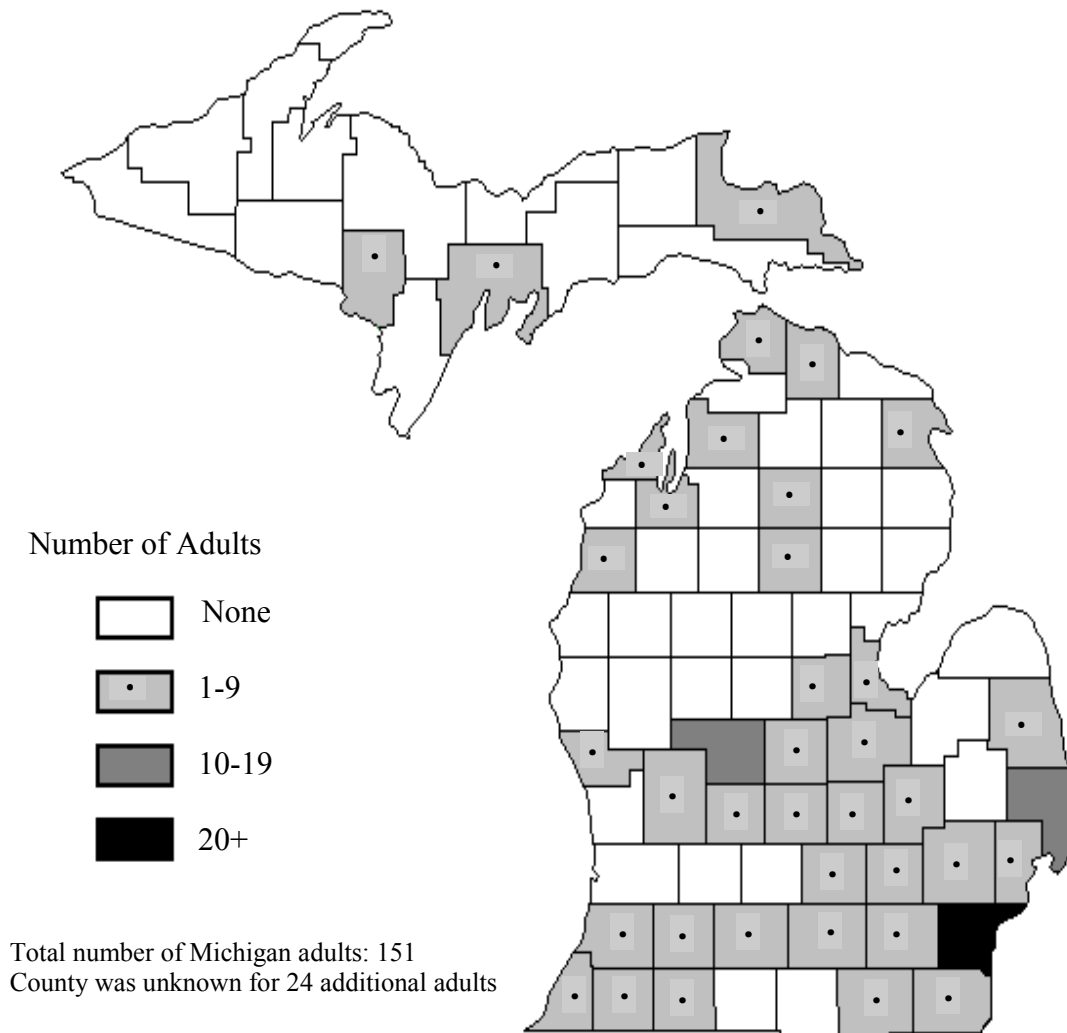 Number of Adults
None
1-9
10-19
20+
Total number of Michigan adults: 151
County was unknown for 24 additional adults